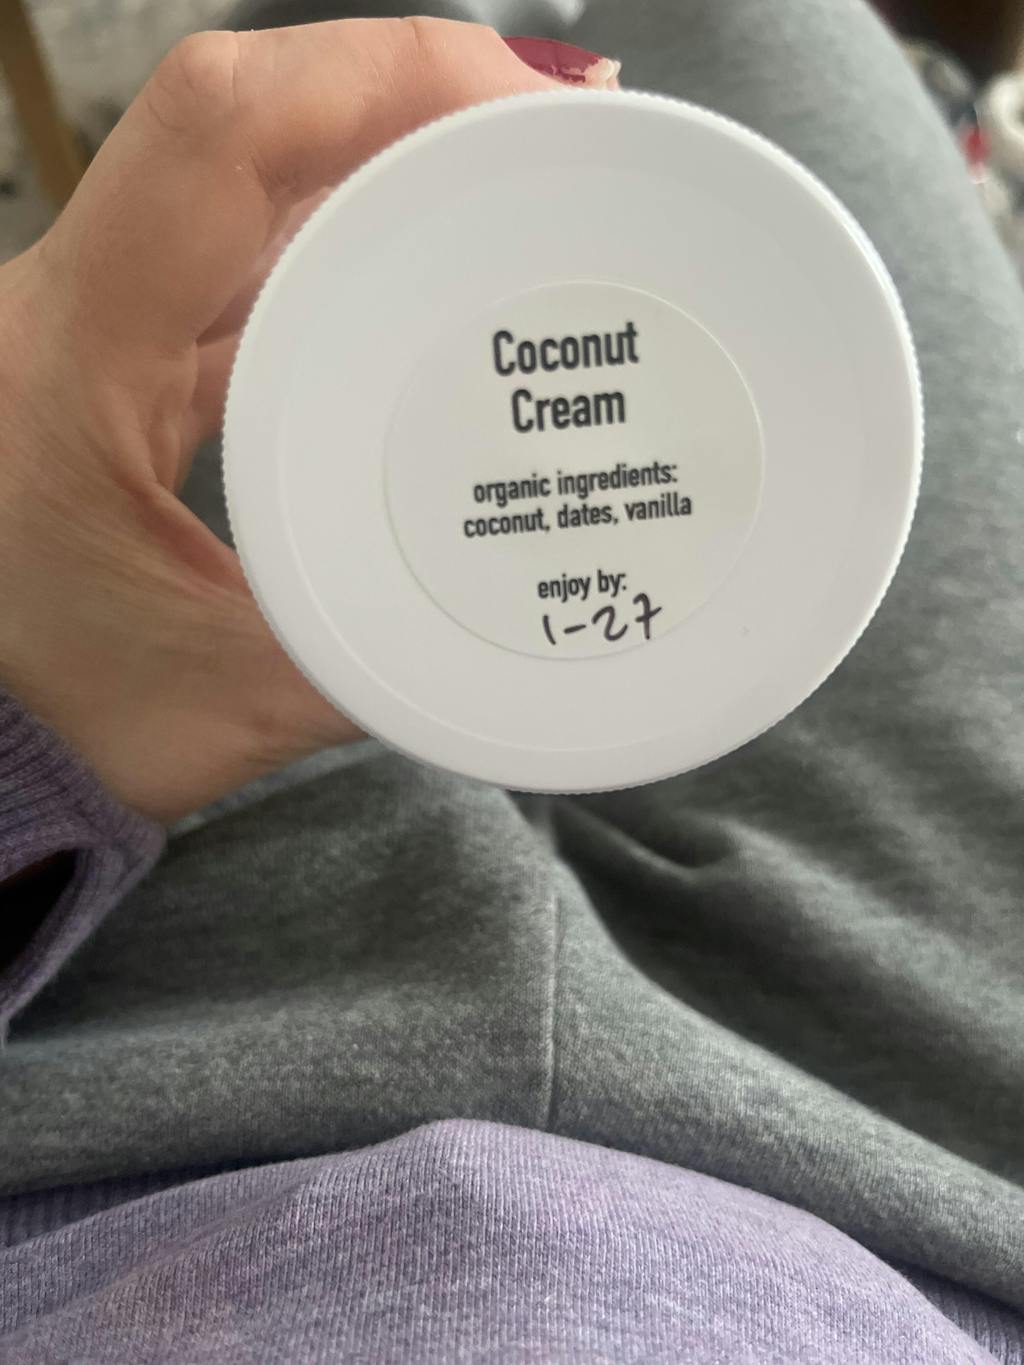 Coconut
Cream
organic ingredients:
coconut, dates, vanilla
enjoy by:
1-27